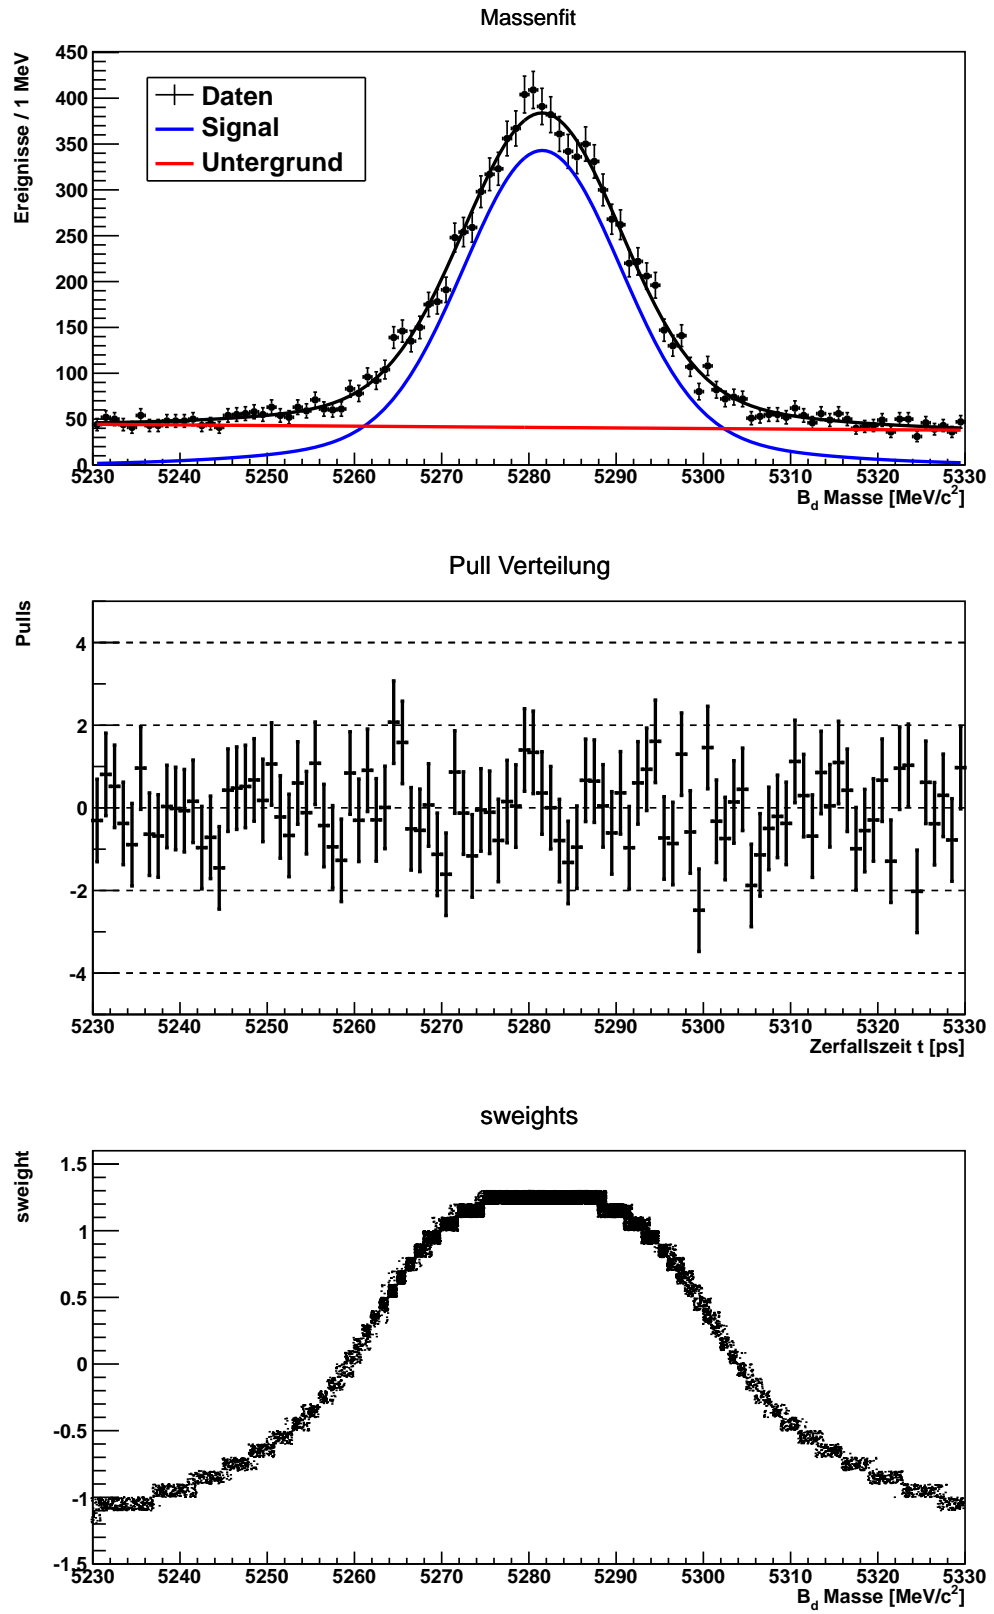 Massenfit
Ereignisse / 1 MeV
450
400
350
300
250
200
150
100
50
0
Daten
Signal
Untergrund
5230 5240 5250 5260 5270 5280 5290 5300 5310 5320 5330
B_d Masse [MeV/c²]
Pull Verteilung
Pulls
4
2
0
-2
-4
5230 5240 5250 5260 5270 5280 5290 5300 5310 5320 5330
Zerfallszeit t [ps]
sweights
sweight
1.5
1
0.5
0
-0.5
-1
-1.5
5230 5240 5250 5260 5270 5280 5290 5300 5310 5320 5330
B_d Masse [MeV/c²]